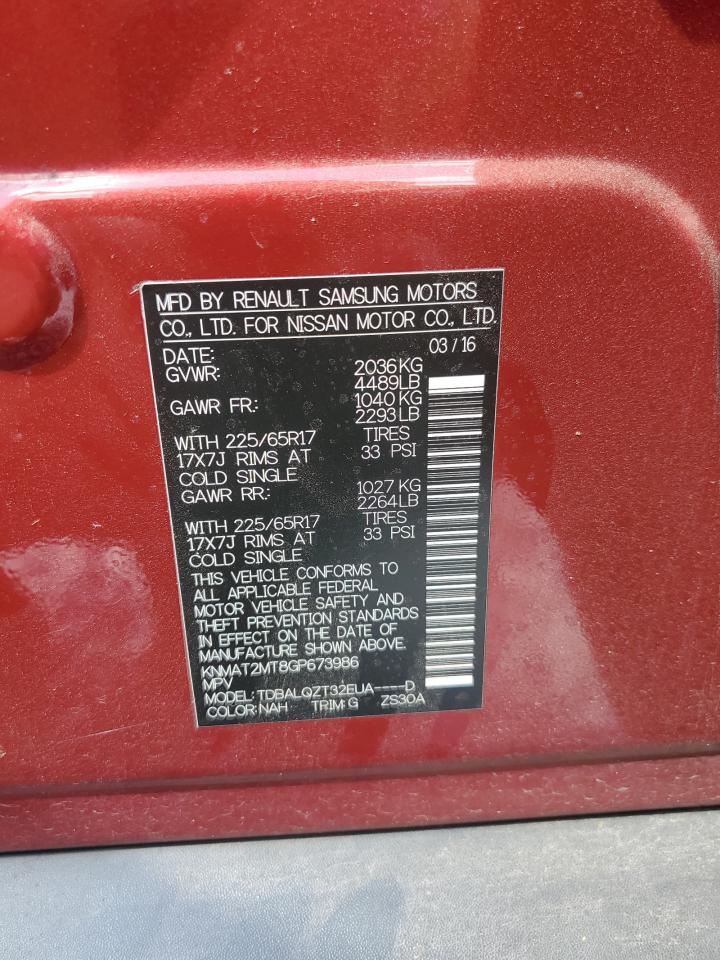 MFD BY RENAULT SAMSUNG MOTORS
CO., LTD. FOR NISSAN MOTOR CO., LTD.
DATE: 03/16
GVWR: 2036KG
4489LB
GAWR FR.: 1040KG
2293LB
WITH 225/65R17 TIRES
17X7J RIMS AT 33 PSI
COLD SINGLE
GAWR RR.: 1027KG
2264LB
WITH 225/65R17 TIRES
17X7J RIMS AT 33 PSI
COLD SINGLE
THIS VEHICLE CONFORMS TO
ALL APPLICABLE FEDERAL
MOTOR VEHICLE SAFETY AND
THEFT PREVENTION STANDARDS
IN EFFECT ON THE DATE OF
MANUFACTURE SHOWN ABOVE.
KNMAT2MT8GP673986
MPV
MODEL: TDBALQZT32EUA----D
COLOR:NAH TRIM:G ZS30A